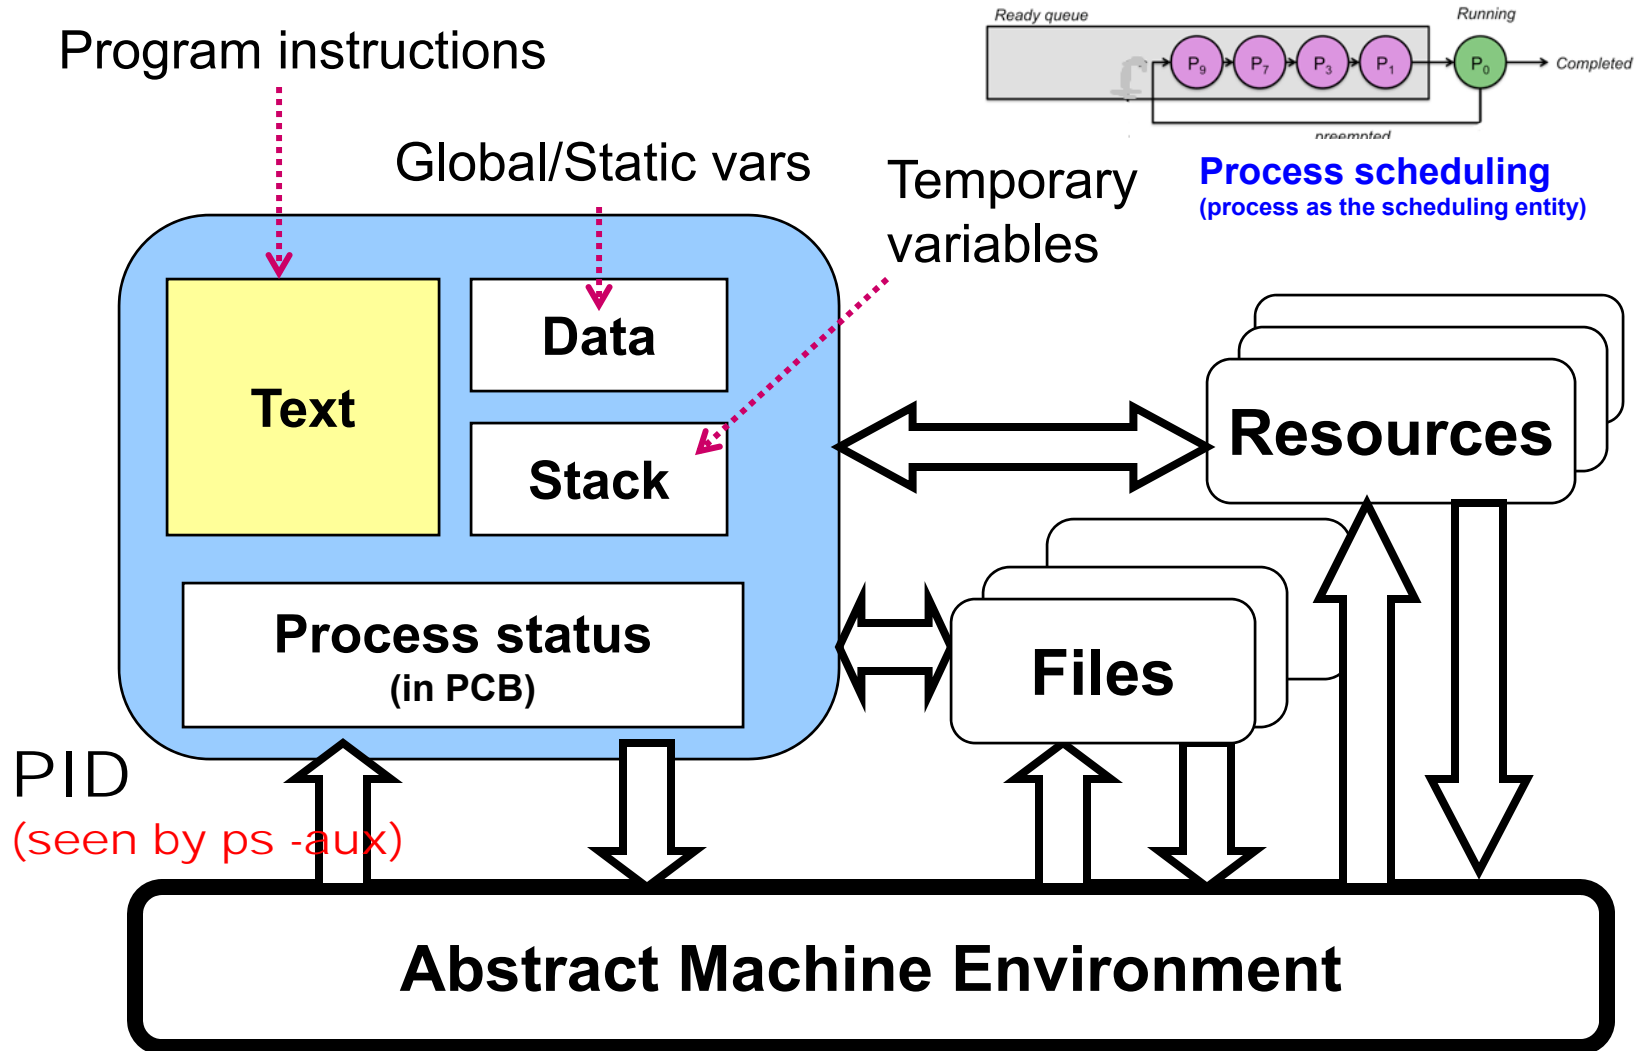 Ready queue
Running
P9
P7
P3
P1
P0
Completed
preempted
Program instructions
Global/Static vars
Temporary
variables
Process scheduling
(process as the scheduling entity)
Text
Data
Stack
Resources
Process status
(in PCB)
Files
PID
(seen by ps -aux)
Abstract Machine Environment